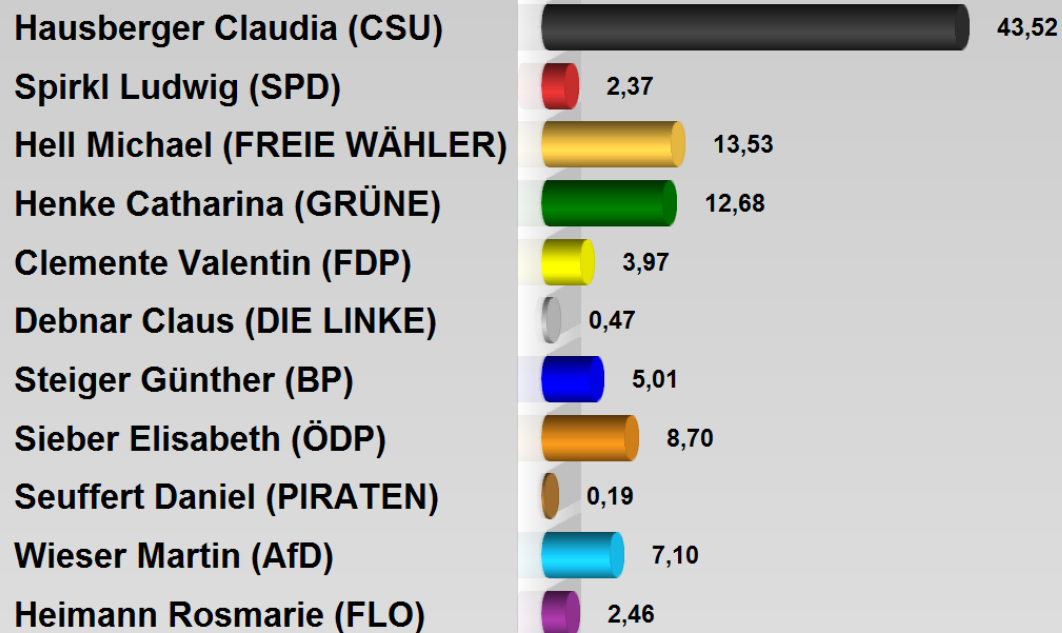 Hausberger Claudia (CSU) 43,52
Spirkl Ludwig (SPD) 2,37
Hell Michael (FREIE WÄHLER) 13,53
Henke Catharina (GRÜNE) 12,68
Clemente Valentin (FDP) 3,97
Debnar Claus (DIE LINKE) 0,47
Steiger Günther (BP) 5,01
Sieber Elisabeth (ÖDP) 8,70
Seuffert Daniel (PIRATEN) 0,19
Wieser Martin (AfD) 7,10
Heimann Rosmarie (FLO) 2,46